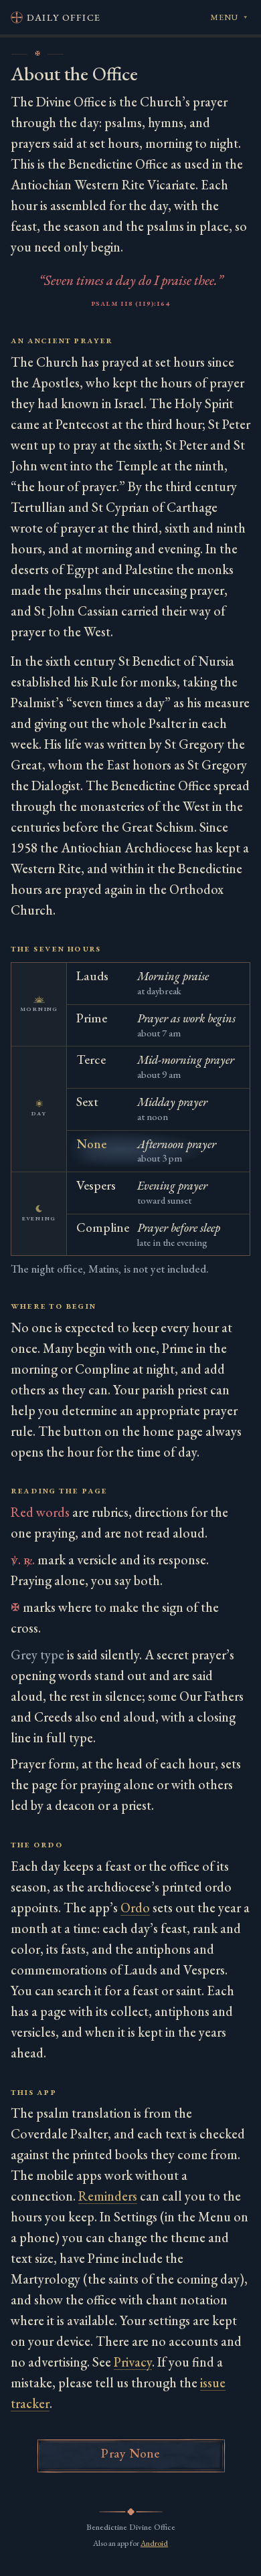 DAILY OFFICE
MENU
About the Office
The Divine Office is the Church’s prayer
through the day: psalms, hymns, and
prayers said at set hours, morning to night.
This is the Benedictine Office as used in the
Antiochian Western Rite Vicariate. Each
hour is assembled for the day, with the
feast, the season and the psalms in place, so
you need only begin.
“Seven times a day do I praise thee.”
PSALM 118 (119):164
AN ANCIENT PRAYER
The Church has prayed at set hours since
the Apostles, who kept the hours of prayer
they had known in Israel. The Holy Spirit
came at Pentecost at the third hour; St Peter
went up to pray at the sixth; St Peter and St
John went into the Temple at the ninth,
“the hour of prayer.” By the third century
Tertullian and St Cyprian of Carthage
wrote of prayer at the third, sixth and ninth
hours, and at morning and evening. In the
deserts of Egypt and Palestine the monks
made the psalms their unceasing prayer,
and St John Cassian carried their way of
prayer to the West.
In the sixth century St Benedict of Nursia
established his Rule for monks, taking the
Psalmist’s “seven times a day” as his measure
and giving out the whole Psalter in each
week. His life was written by St Gregory the
Great, whom the East honors as St Gregory
the Dialogist. The Benedictine Office spread
through the monasteries of the West in the
centuries before the Great Schism. Since
1958 the Antiochian Archdiocese has kept a
Western Rite, and within it the Benedictine
hours are prayed again in the Orthodox
Church.
THE SEVEN HOURS
MORNING
Lauds
Morning praise
at daybreak
Prime
Prayer as work begins
about 7 am
DAY
Terce
Mid-morning prayer
about 9 am
Sext
Midday prayer
at noon
None
Afternoon prayer
about 3 pm
EVENING
Vespers
Evening prayer
toward sunset
Compline
Prayer before sleep
late in the evening
The night office, Matins, is not yet included.
WHERE TO BEGIN
No one is expected to keep every hour at
once. Many begin with one, Prime in the
morning or Compline at night, and add
others as they can. Your parish priest can
help you determine an appropriate prayer
rule. The button on the home page always
opens the hour for the time of day.
READING THE PAGE
Red words are rubrics, directions for the
one praying, and are not read aloud.
℣. ℟. mark a versicle and its response.
Praying alone, you say both.
✠ marks where to make the sign of the
cross.
Grey type is said silently. A secret prayer’s
opening words stand out and are said
aloud, the rest in silence; some Our Fathers
and Creeds also end aloud, with a closing
line in full type.
Prayer form, at the head of each hour, sets
the page for praying alone or with others
led by a deacon or a priest.
THE ORDO
Each day keeps a feast or the office of its
season, as the archdiocese’s printed ordo
appoints. The app’s Ordo sets out the year a
month at a time: each day’s feast, rank and
color, its fasts, and the antiphons and
commemorations of Lauds and Vespers.
You can search it for a feast or saint. Each
has a page with its collect, antiphons and
versicles, and when it is kept in the years
ahead.
THIS APP
The psalm translation is from the
Coverdale Psalter, and each text is checked
against the printed books they come from.
The mobile apps work without a
connection. Reminders can call you to the
hours you keep. In Settings (in the Menu on
a phone) you can change the theme and
text size, have Prime include the
Martyrology (the saints of the coming day),
and show the office with chant notation
where it is available. Your settings are kept
on your device. There are no accounts and
no advertising. See Privacy. If you find a
mistake, please tell us through the issue
tracker.
Pray None
Benedictine Divine Office
Also an app for Android